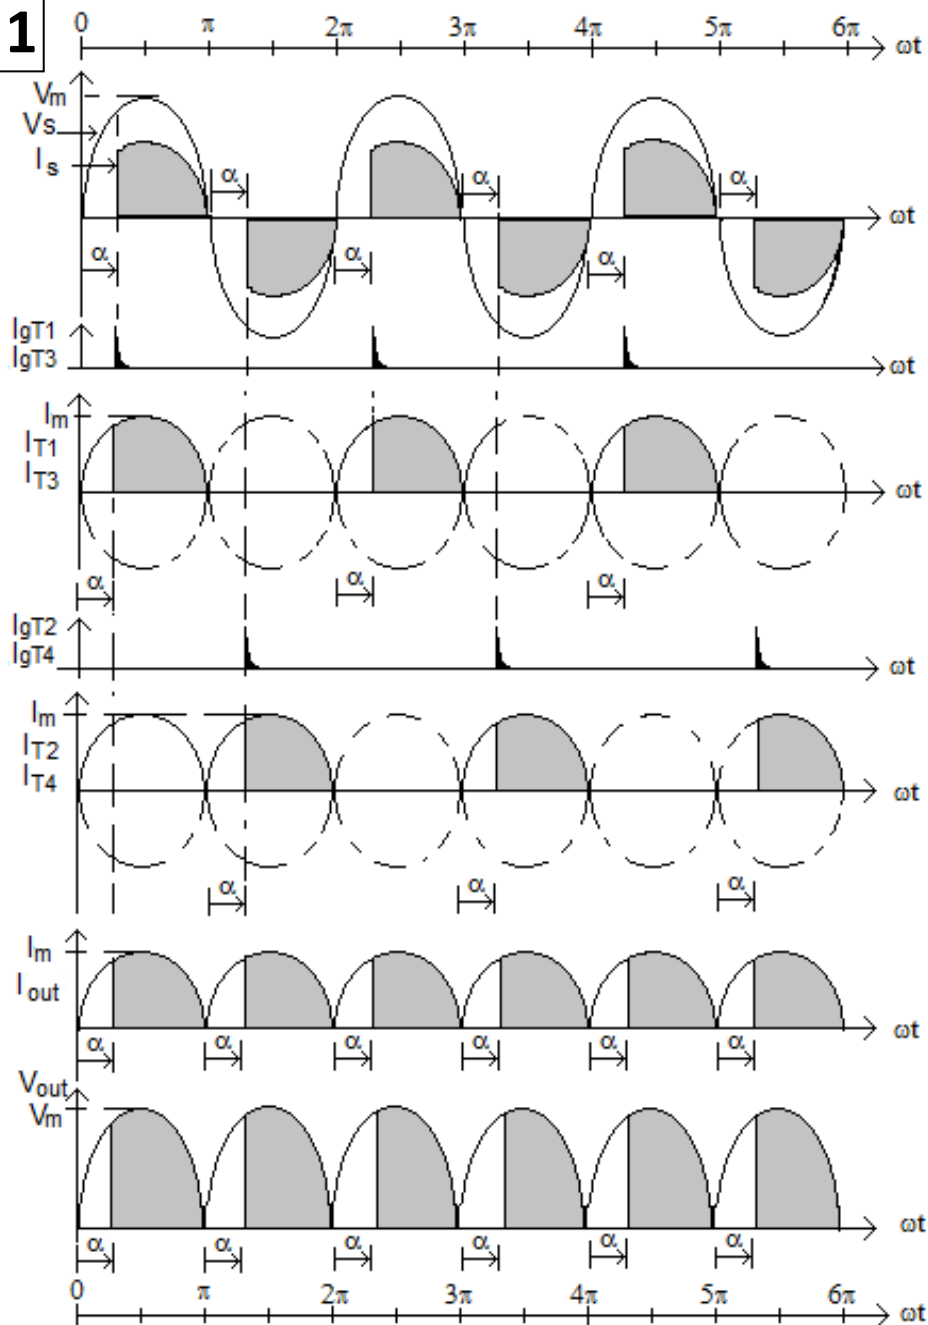 1
0 π 2π 3π 4π 5π 6π ωt
Vm
Vs
Is
α α α
ωt
α α α
IgT1
IgT3
ωt
Im
IT1
IT3
ωt
α α α
IgT2
IgT4
ωt
Im
IT2
IT4
ωt
α α α
Im
Iout
ωt
α α α α α α
Vout
Vm
ωt
α α α α α α
0 π 2π 3π 4π 5π 6π
ωt